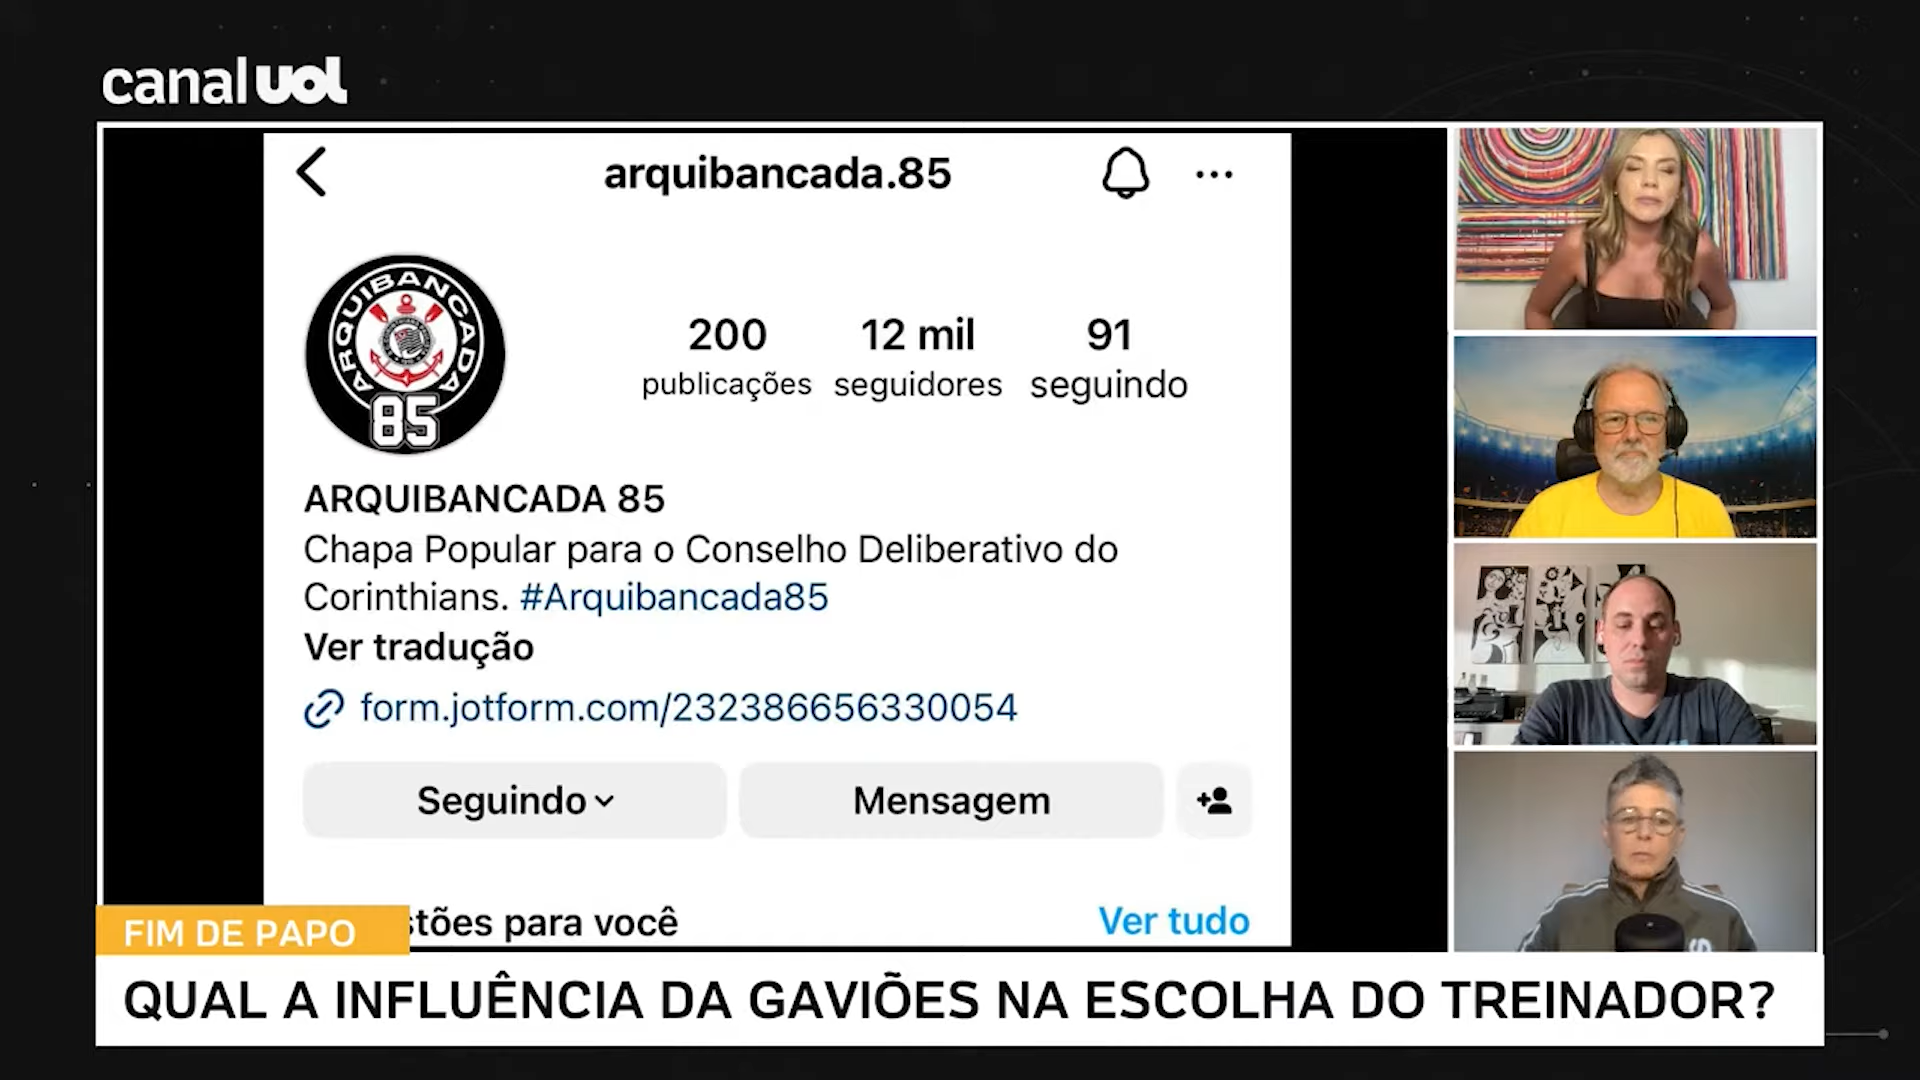 canal uol
arquibancada.85
ARQUIBANCADA
85
200
12 mil
91
publicações
seguidores
seguindo
ARQUIBANCADA 85
Chapa Popular para o Conselho Deliberativo do
Corinthians. #Arquibancada85
Ver tradução
form.jotform.com/232386656330054
Seguindo
Mensagem
stões para você
Ver tudo
FIM DE PAPO
QUAL A INFLUÊNCIA DA GAVIÕES NA ESCOLHA DO TREINADOR?